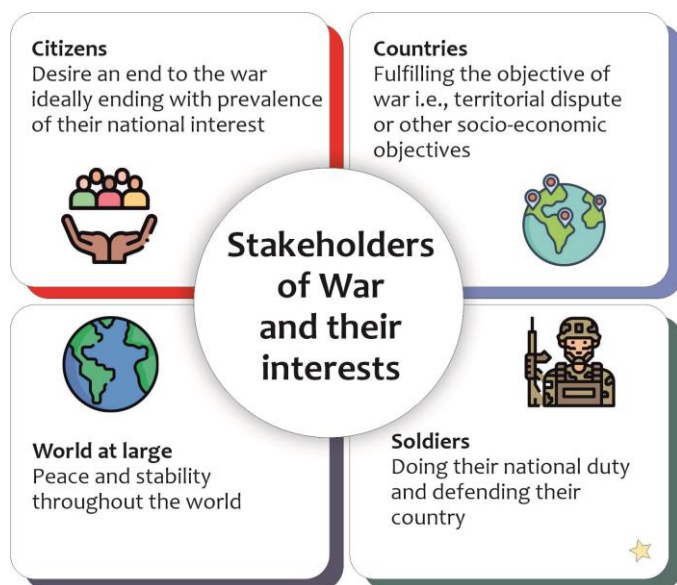 Citizens
Desire an end to the war
ideally ending with prevalence
of their national interest
Countries
Fulfilling the objective of
war i.e., territorial dispute
or other socio-economic
objectives
Stakeholders
of War
and their
interests
World at large
Peace and stability
throughout the world
Soldiers
Doing their national duty
and defending their
country